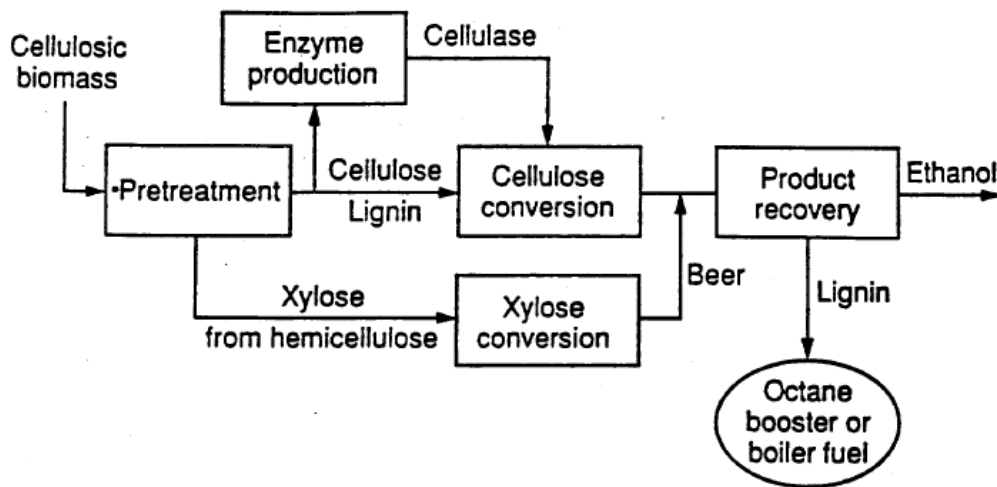 Cellulosic
biomass
Enzyme
production
Cellulase
•Pretreatment
Cellulose
Lignin
Cellulose
conversion
Product
recovery
Ethanol
Xylose
from hemicellulose
Xylose
conversion
Beer
Lignin
Octane
booster or
boiler fuel